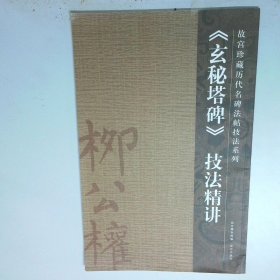 故宫珍藏历代名碑法帖技法系列
《玄秘塔碑》 技法精讲
柳公权